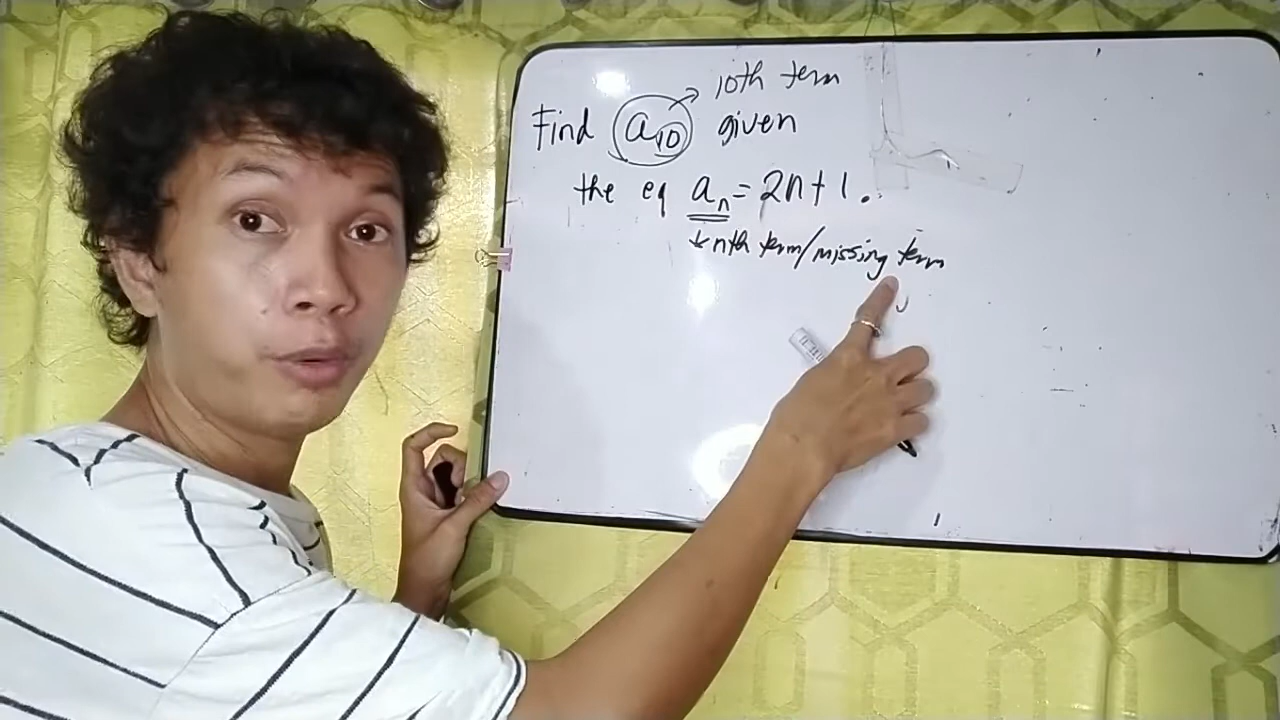 10th term
Find a₁₀ given
the eq aₙ = 2n + 1.
↓ nth term/missing term